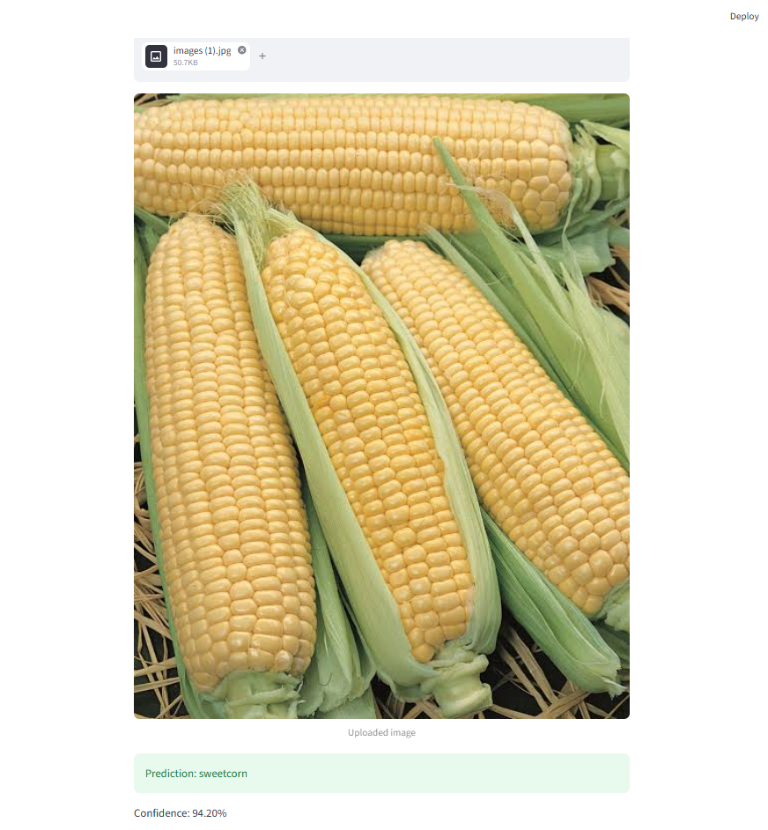 Deploy
images (1).jpg
50.7KB
Uploaded image
Prediction: sweetcorn
Confidence: 94.20%